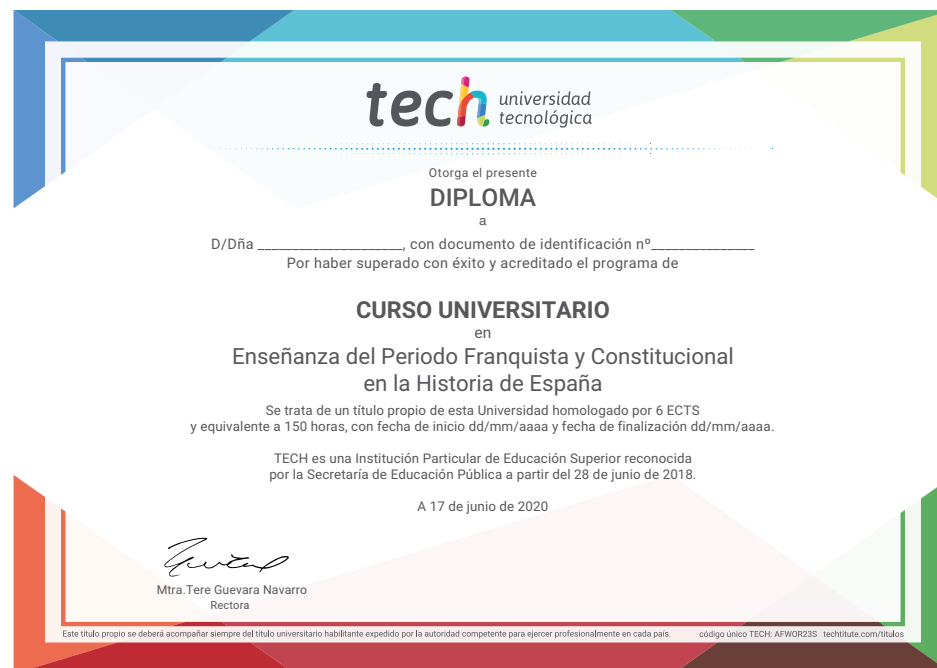 tech universidad
tecnológica
Otorga el presente
DIPLOMA
a
D/Dña _____________________, con documento de identificación nº_______________
Por haber superado con éxito y acreditado el programa de
CURSO UNIVERSITARIO
en
Enseñanza del Periodo Franquista y Constitucional
en la Historia de España
Se trata de un título propio de esta Universidad homologado por 6 ECTS
y equivalente a 150 horas, con fecha de inicio dd/mm/aaaa y fecha de finalización dd/mm/aaaa.
TECH es una Institución Particular de Educación Superior reconocida
por la Secretaría de Educación Pública a partir del 28 de junio de 2018.
A 17 de junio de 2020
Mtra.Tere Guevara Navarro
Rectora
Este título propio se deberá acompañar siempre del título universitario habilitante expedido por la autoridad competente para ejercer profesionalmente en cada país. código único TECH: AFWOR23S techtitute.com/titulos